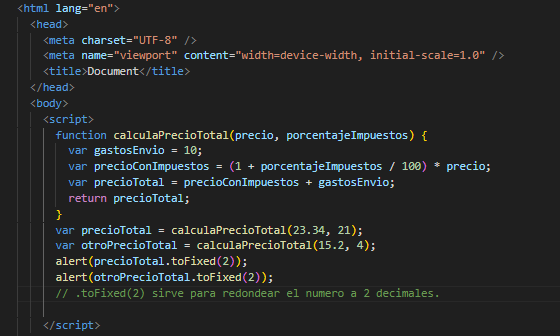 <html lang="en">
<head>
<meta charset="UTF-8" />
<meta name="viewport" content="width=device-width, initial-scale=1.0" />
<title>Document</title>
</head>
<body>
<script>
function calculaPrecioTotal(precio, porcentajeImpuestos) {
var gastosEnvio = 10;
var precioConImpuestos = (1 + porcentajeImpuestos / 100) * precio;
var precioTotal = precioConImpuestos + gastosEnvio;
return precioTotal;
}
var precioTotal = calculaPrecioTotal(23.34, 21);
var otroPrecioTotal = calculaPrecioTotal(15.2, 4);
alert(precioTotal.toFixed(2));
alert(otroPrecioTotal.toFixed(2));
// .toFixed(2) sirve para redondear el numero a 2 decimales.
</script>